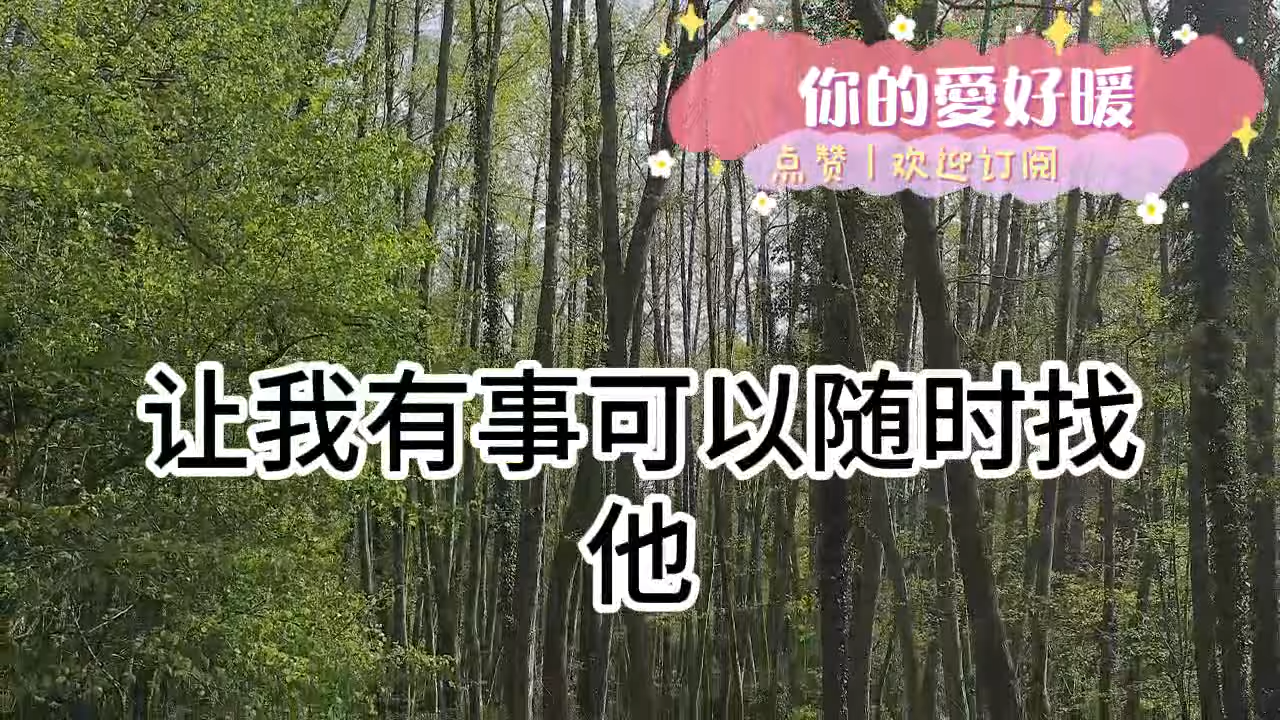 你的愛好暖
点赞|欢迎订阅
让我有事可以随时找
他